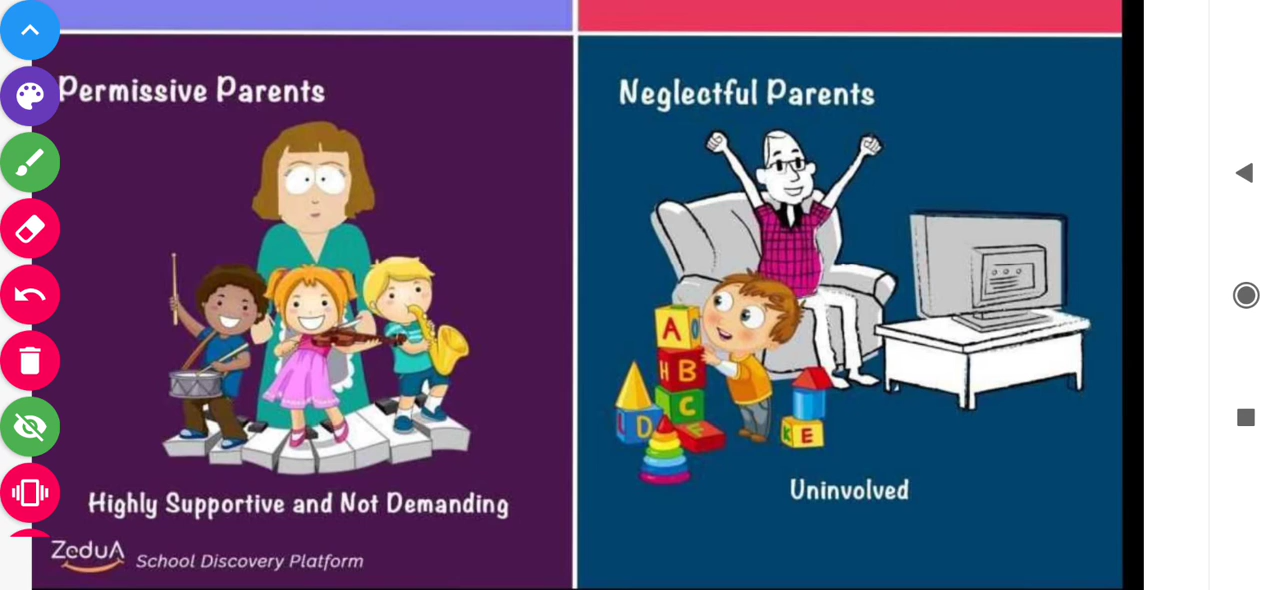 Permissive Parents
Highly Supportive and Not Demanding
ZeduA School Discovery Platform
Neglectful Parents
A
H B
C
L D
F
K E
Uninvolved